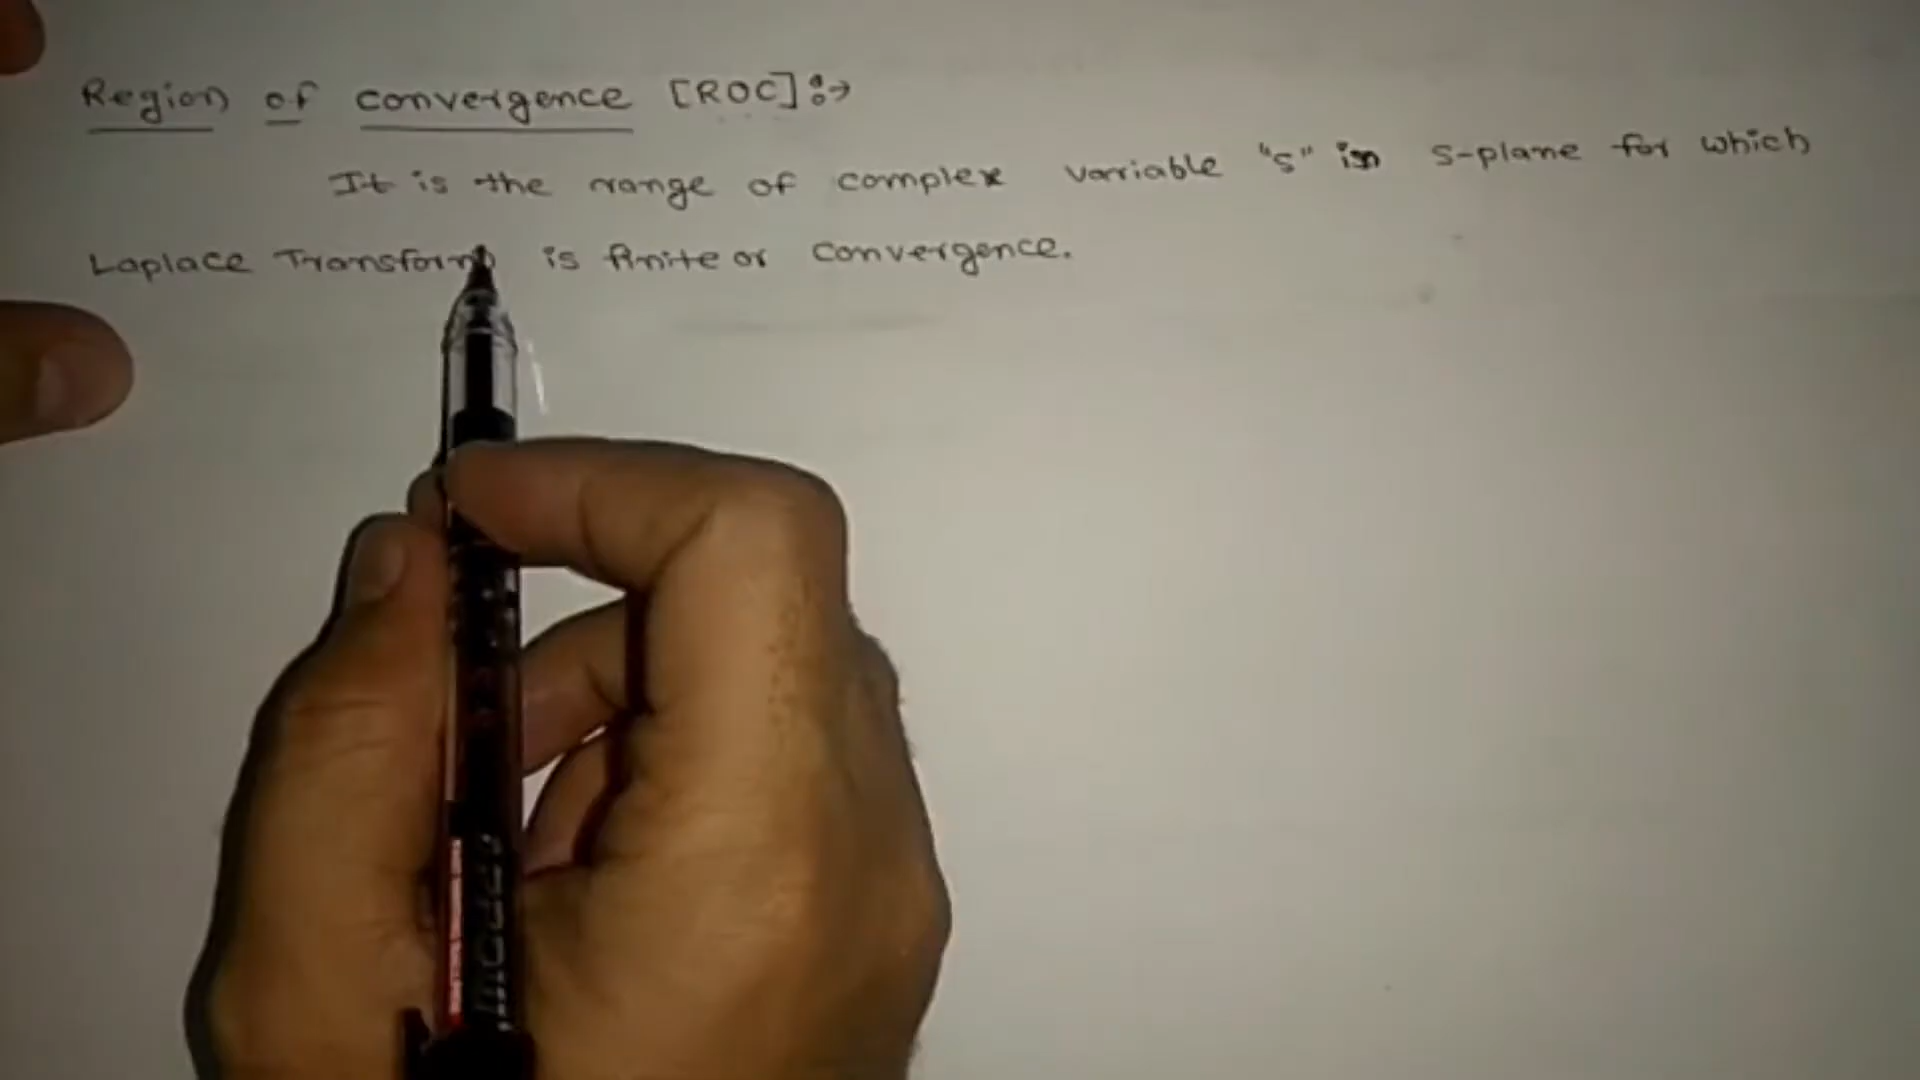 Region of convergence [ROC]:→
It is the range of complex variable "s" in s-plane for which
Laplace Transform is finite or convergence.